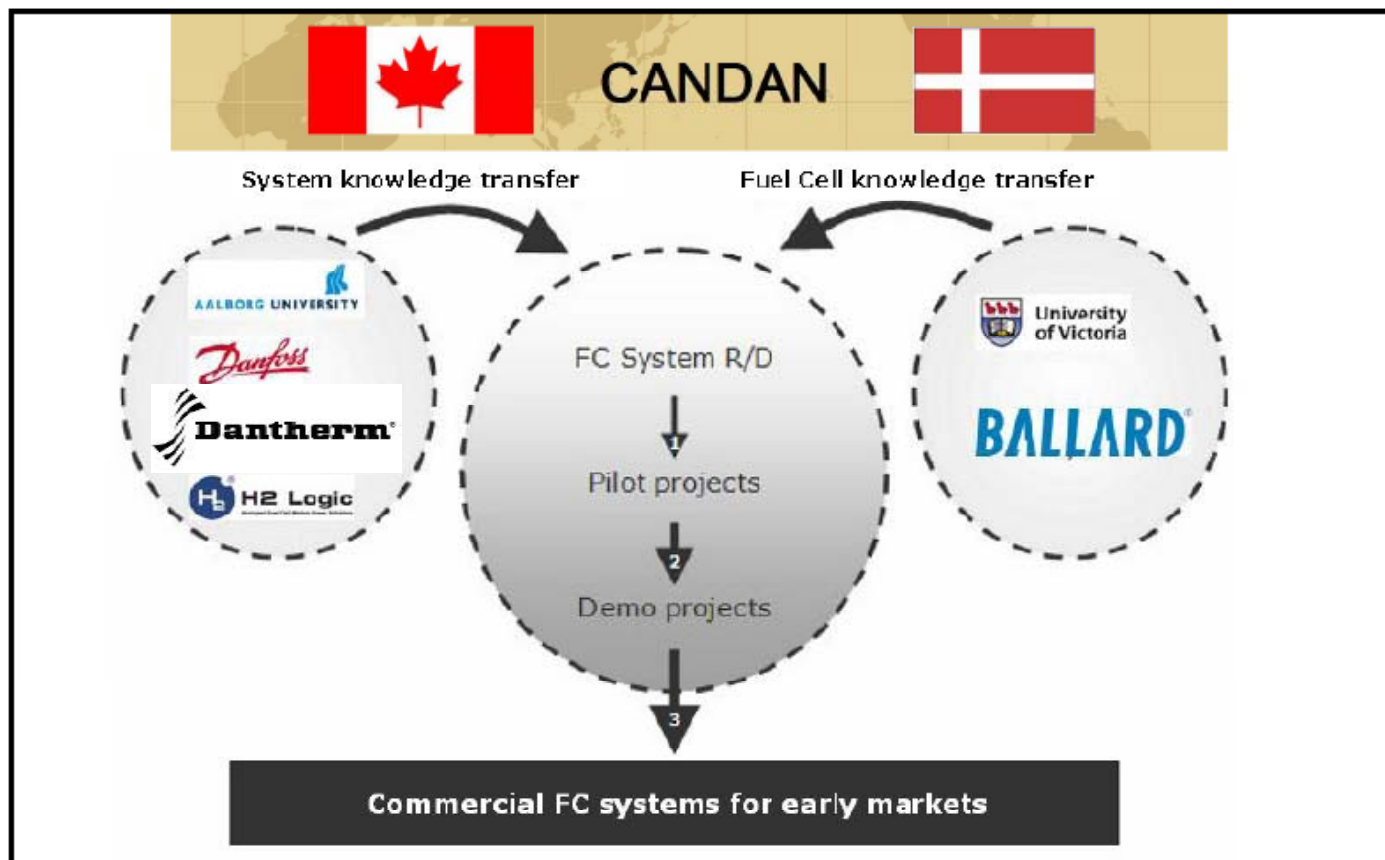 CANDAN
System knowledge transfer
Fuel Cell knowledge transfer
AALBORG UNIVERSITY
Danfoss
Dantherm®
H2 H2 Logic
University
of Victoria
BALLARD®
FC System R/D
1
Pilot projects
2
Demo projects
3
Commercial FC systems for early markets